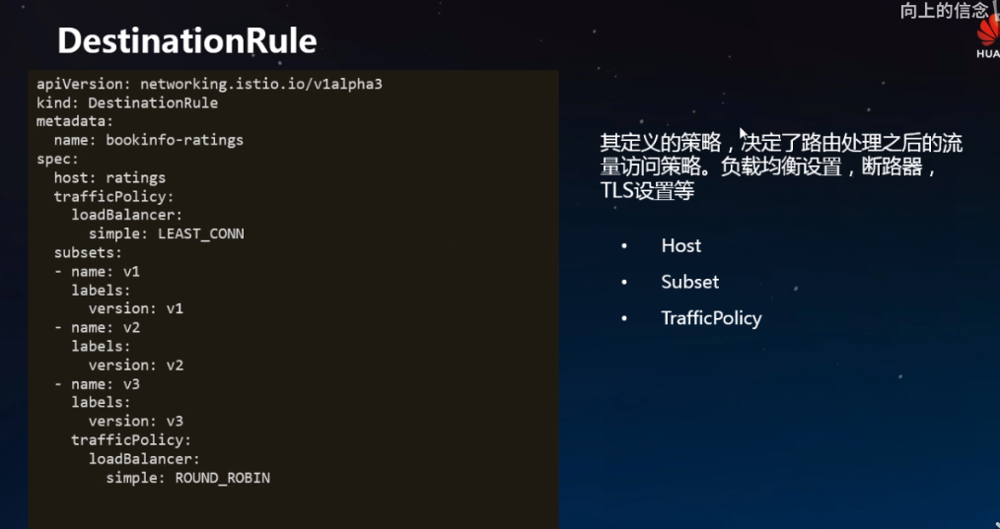 向上的信念
DestinationRule
HUA
apiVersion: networking.istio.io/v1alpha3
kind: DestinationRule
metadata:
  name: bookinfo-ratings
spec:
  host: ratings
  trafficPolicy:
    loadBalancer:
      simple: LEAST_CONN
  subsets:
  - name: v1
    labels:
      version: v1
  - name: v2
    labels:
      version: v2
  - name: v3
    labels:
      version: v3
    trafficPolicy:
      loadBalancer:
        simple: ROUND_ROBIN
其定义的策略，决定了路由处理之后的流
量访问策略。负载均衡设置，断路器，
TLS设置等
• Host
• Subset
• TrafficPolicy